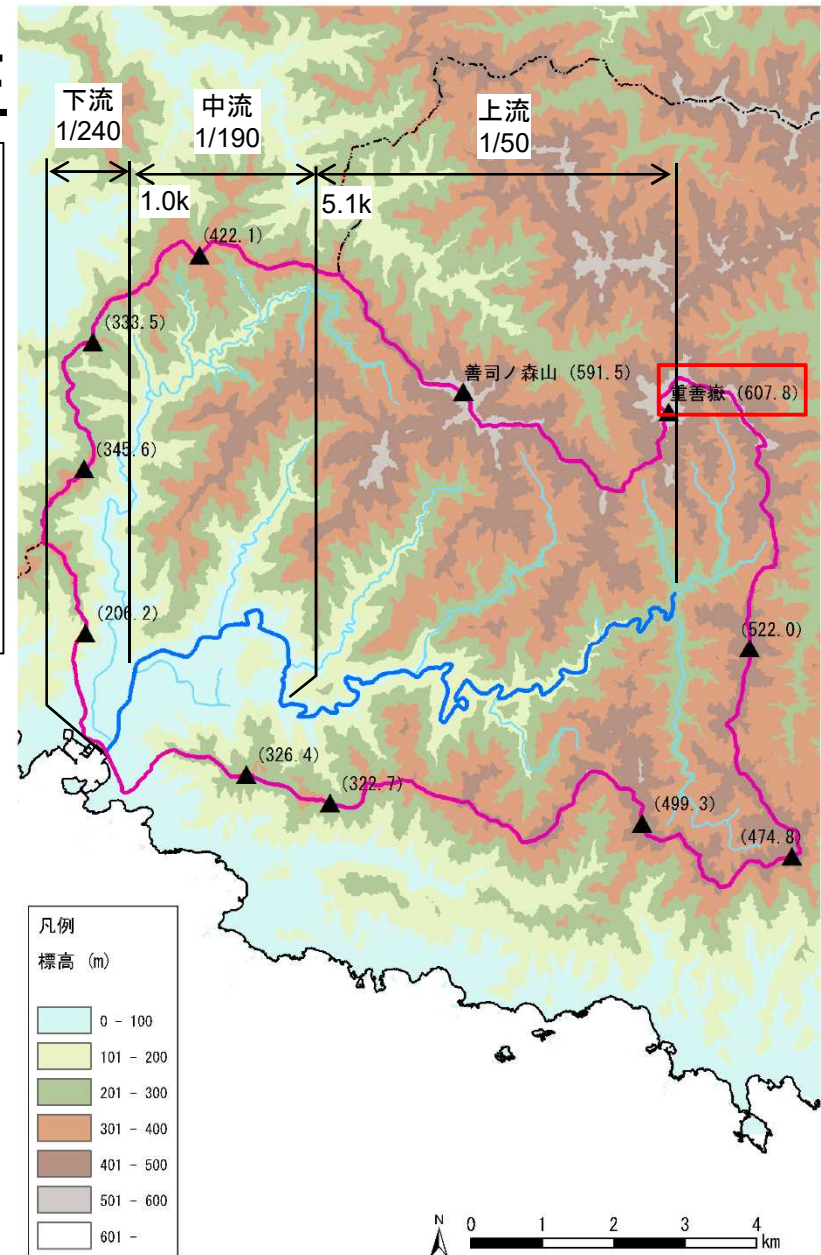 下流
1/240
中流
1/190
上流
1/50
1.0k
5.1k
(422.1)
(333.5)
善司ノ森山 (591.5)
重善嶽 (607.8)
(345.6)
(206.2)
(522.0)
(326.4)
(322.7)
(499.3)
(474.8)
凡例
標高 (m)
0 - 100
101 - 200
201 - 300
301 - 400
401 - 500
501 - 600
601 -
N
0 1 2 3 4
km